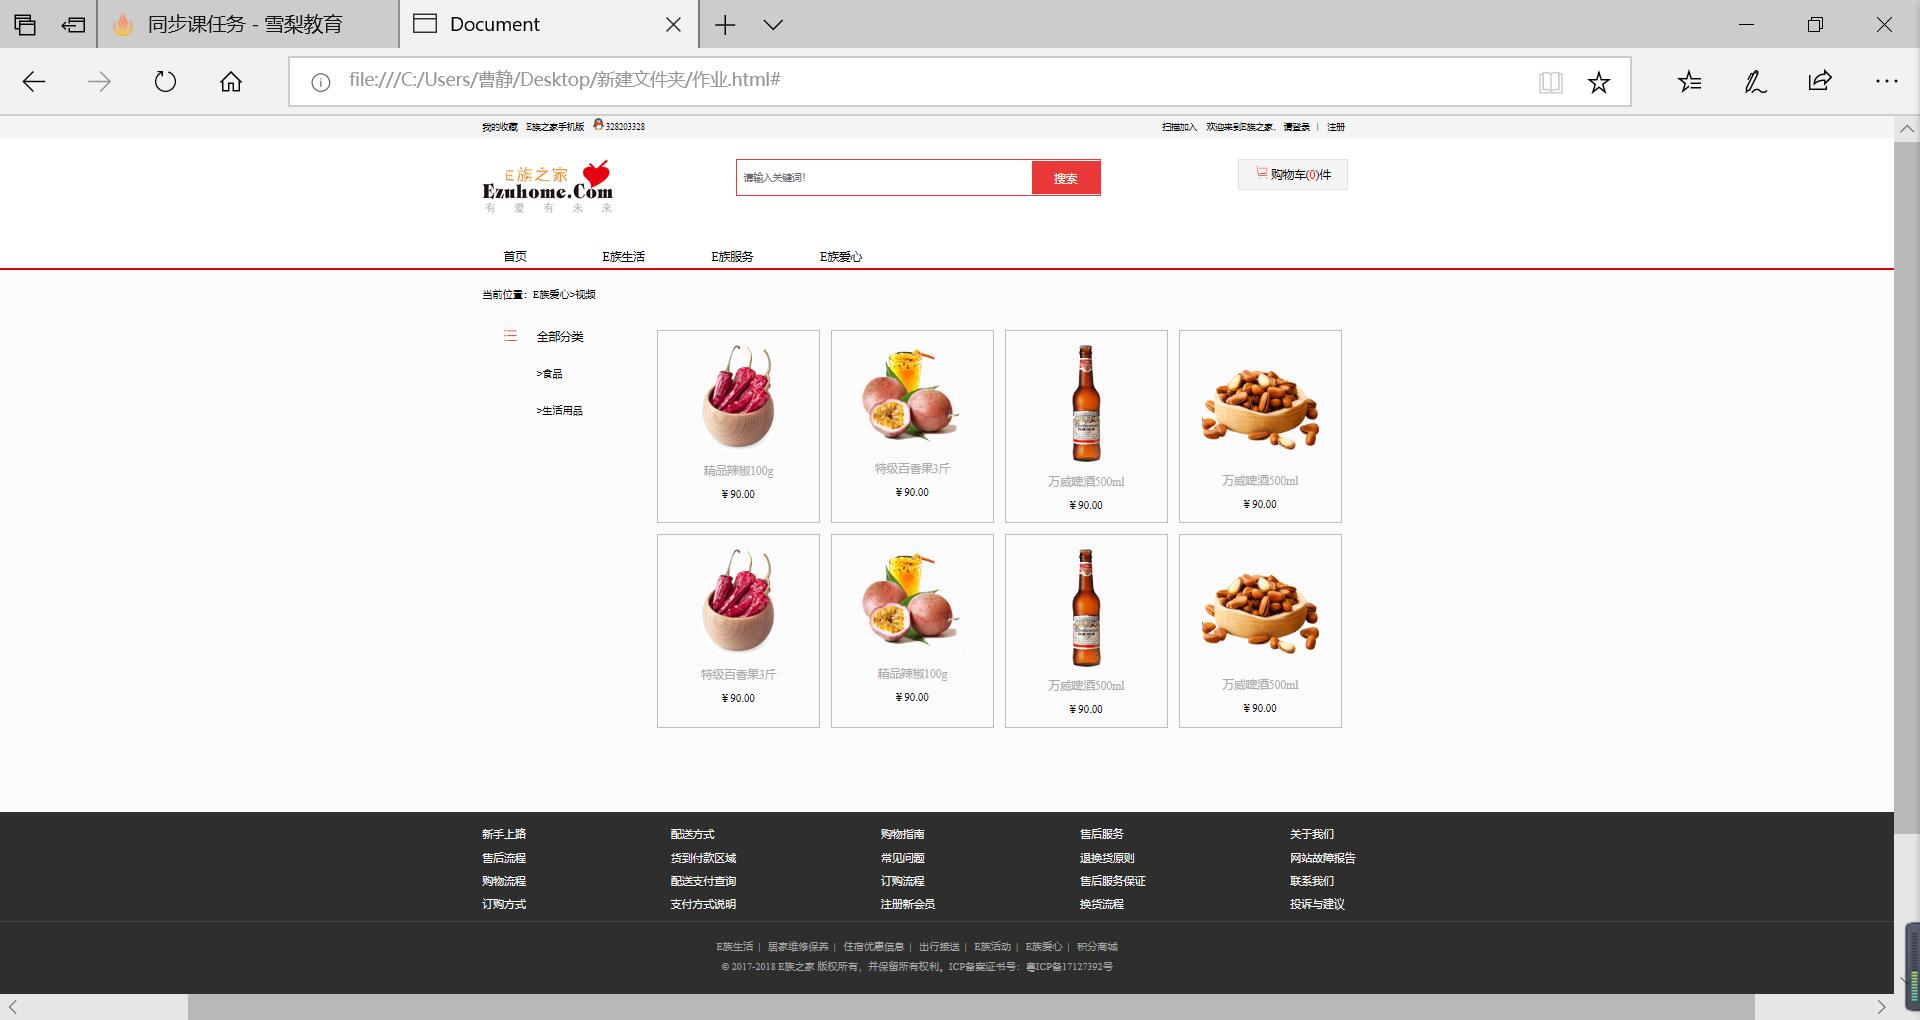 同步课任务 - 雪梨教育
Document
file:///C:/Users/曹静/Desktop/新建文件夹/作业.html#
我的收藏 E族之家手机版 328203328 扫描加入 欢迎来到E族之家，请登录 | 注册
E族之家
Ezuhome.Com
有 爱 有 未 来
请输入关键词!
搜索
购物车(0)件
首页 E族生活 E族服务 E族爱心
当前位置：E族爱心>视频
全部分类
>食品
>生活用品
精品辣椒100g 特级百香果3斤 万威啤酒500ml 万威啤酒500ml
¥ 90.00 ¥ 90.00 ¥ 90.00 ¥ 90.00
特级百香果3斤 精品辣椒100g 万威啤酒500ml 万威啤酒500ml
¥ 90.00 ¥ 90.00 ¥ 90.00 ¥ 90.00
新手上路 配送方式 购物指南 售后服务 关于我们
售后流程 货到付款区域 常见问题 退换货原则 网站故障报告
购物流程 配送支付查询 订购流程 售后服务保证 联系我们
订购方式 支付方式说明 注册新会员 换货流程 投诉与建议
E族生活 | 居家维修保养 | 住宿优惠信息 | 出行接送 | E族活动 | E族爱心 | 积分商城
© 2017-2018 E族之家 版权所有，并保留所有权利。ICP备案证书号：粤ICP备17127392号